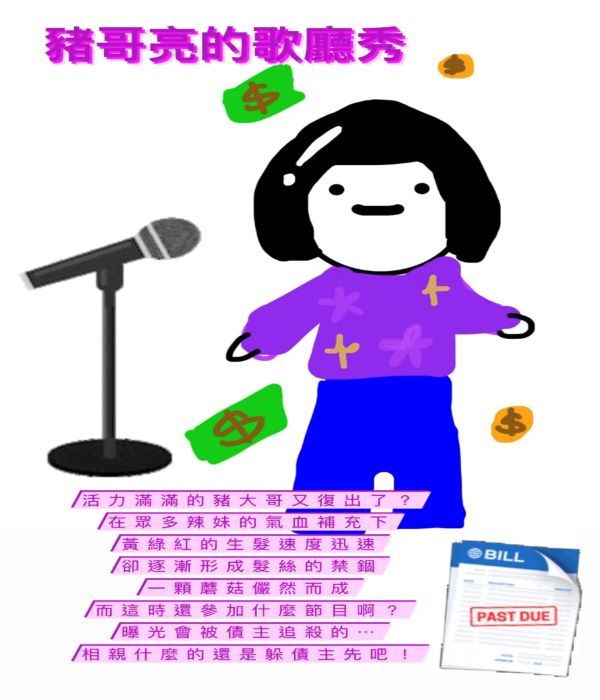 豬哥亮的歌廳秀
$
$
$
$
活力滿滿的豬大哥又復出了？
在眾多辣妹的氣血補充下
黃綠紅的生髮速度迅速
卻逐漸形成髮絲的禁錮
一顆蘑菇儼然而成
而這時還參加什麼節目啊？
曝光會被債主追殺的…
相親什麼的還是躲債主先吧！
BILL
PAST DUE